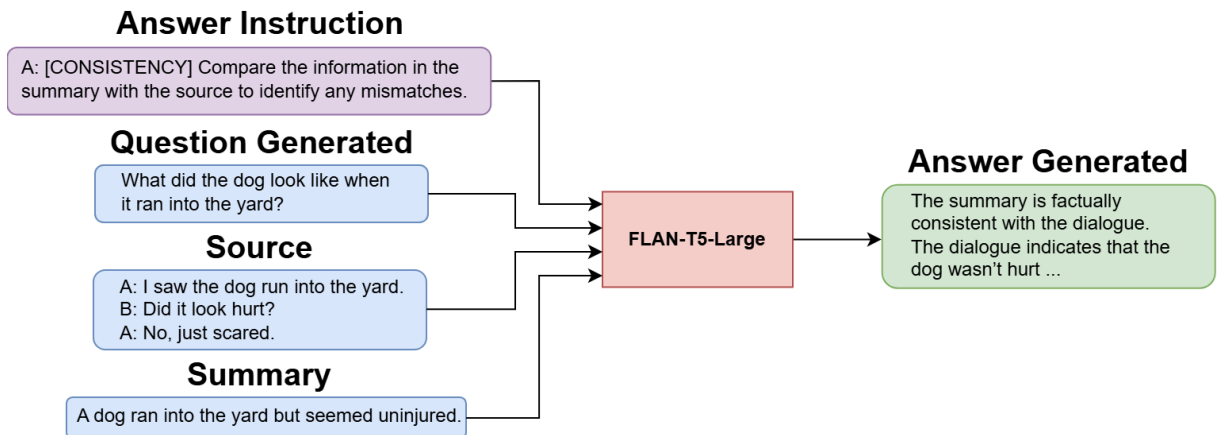 Answer Instruction
A: [CONSISTENCY] Compare the information in the
summary with the source to identify any mismatches.
Question Generated
What did the dog look like when
it ran into the yard?
Source
A: I saw the dog run into the yard.
B: Did it look hurt?
A: No, just scared.
Summary
A dog ran into the yard but seemed uninjured.
FLAN-T5-Large
Answer Generated
The summary is factually
consistent with the dialogue.
The dialogue indicates that the
dog wasn't hurt ...